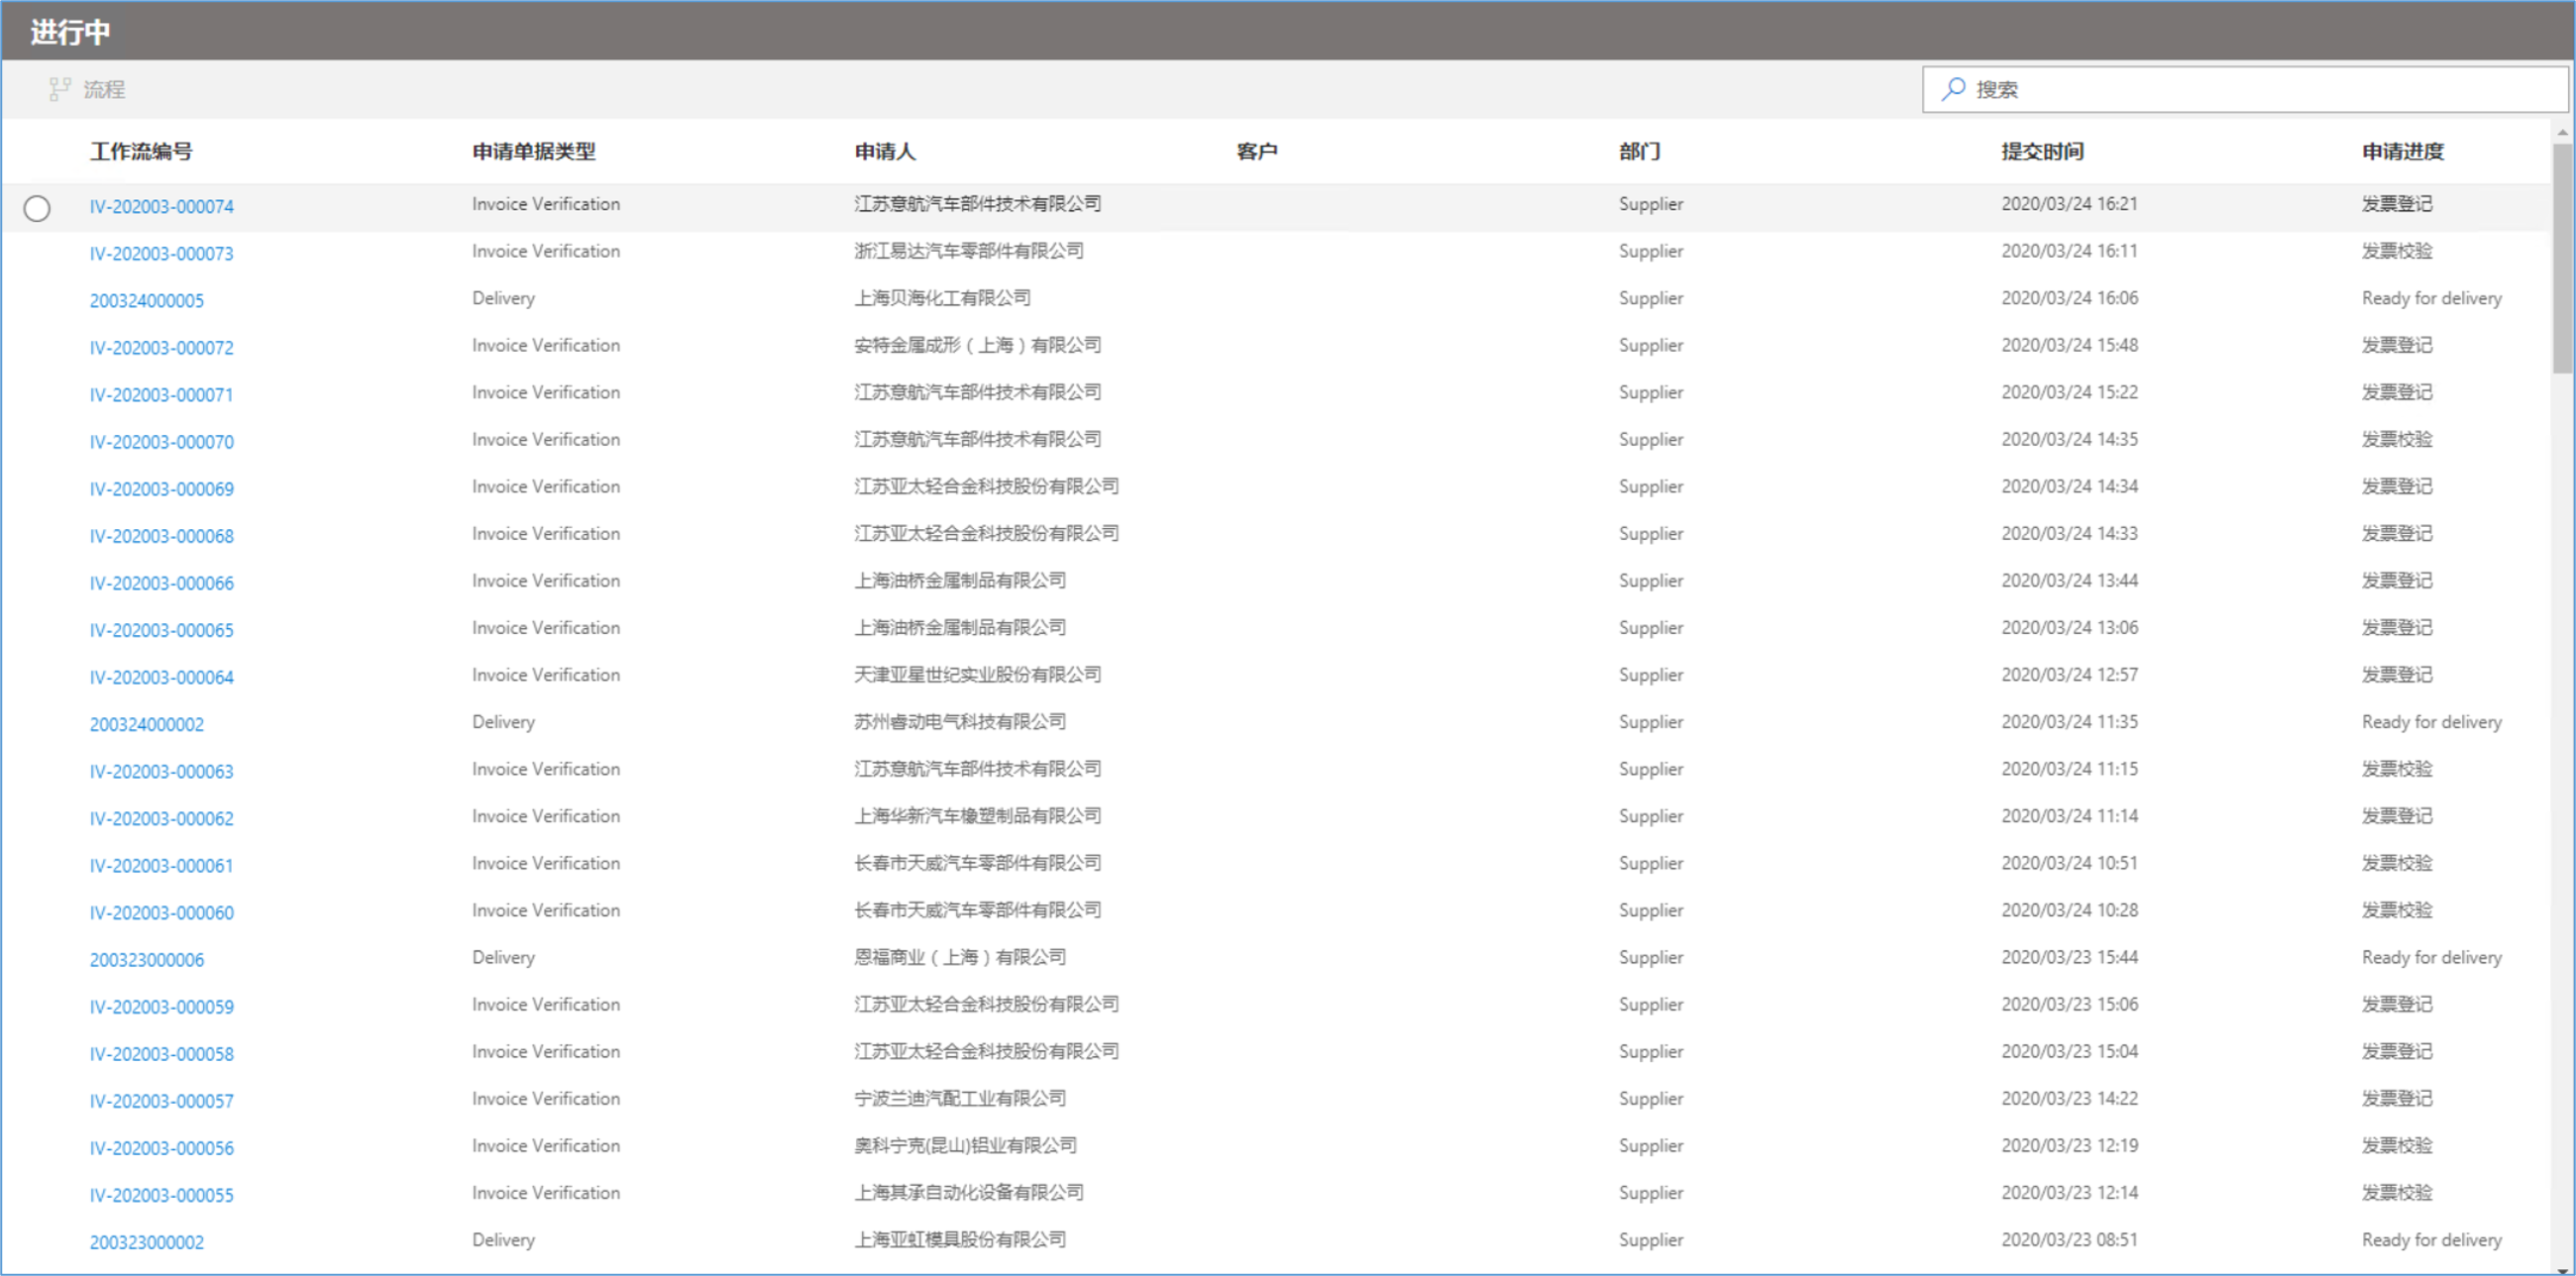 进行中
流程 搜索
工作流编号 申请单据类型 申请人 客户 部门 提交时间 申请进度
IV-202003-000074 Invoice Verification 江苏意航汽车部件技术有限公司 Supplier 2020/03/24 16:21 发票登记
IV-202003-000073 Invoice Verification 浙江易达汽车零部件有限公司 Supplier 2020/03/24 16:11 发票校验
200324000005 Delivery 上海贝海化工有限公司 Supplier 2020/03/24 16:06 Ready for delivery
IV-202003-000072 Invoice Verification 安特金属成形（上海）有限公司 Supplier 2020/03/24 15:48 发票登记
IV-202003-000071 Invoice Verification 江苏意航汽车部件技术有限公司 Supplier 2020/03/24 15:22 发票登记
IV-202003-000070 Invoice Verification 江苏意航汽车部件技术有限公司 Supplier 2020/03/24 14:35 发票校验
IV-202003-000069 Invoice Verification 江苏亚太轻合金科技股份有限公司 Supplier 2020/03/24 14:34 发票登记
IV-202003-000068 Invoice Verification 江苏亚太轻合金科技股份有限公司 Supplier 2020/03/24 14:33 发票登记
IV-202003-000066 Invoice Verification 上海油桥金属制品有限公司 Supplier 2020/03/24 13:44 发票登记
IV-202003-000065 Invoice Verification 上海油桥金属制品有限公司 Supplier 2020/03/24 13:06 发票登记
IV-202003-000064 Invoice Verification 天津亚星世纪实业股份有限公司 Supplier 2020/03/24 12:57 发票登记
200324000002 Delivery 苏州睿动电气科技有限公司 Supplier 2020/03/24 11:35 Ready for delivery
IV-202003-000063 Invoice Verification 江苏意航汽车部件技术有限公司 Supplier 2020/03/24 11:15 发票校验
IV-202003-000062 Invoice Verification 上海华新汽车橡塑制品有限公司 Supplier 2020/03/24 11:14 发票登记
IV-202003-000061 Invoice Verification 长春市天威汽车零部件有限公司 Supplier 2020/03/24 10:51 发票校验
IV-202003-000060 Invoice Verification 长春市天威汽车零部件有限公司 Supplier 2020/03/24 10:28 发票校验
200323000006 Delivery 恩福商业（上海）有限公司 Supplier 2020/03/23 15:44 Ready for delivery
IV-202003-000059 Invoice Verification 江苏亚太轻合金科技股份有限公司 Supplier 2020/03/23 15:06 发票登记
IV-202003-000058 Invoice Verification 江苏亚太轻合金科技股份有限公司 Supplier 2020/03/23 15:04 发票登记
IV-202003-000057 Invoice Verification 宁波兰迪汽配工业有限公司 Supplier 2020/03/23 14:22 发票登记
IV-202003-000056 Invoice Verification 奥科宁克(昆山)铝业有限公司 Supplier 2020/03/23 12:19 发票校验
IV-202003-000055 Invoice Verification 上海其承自动化设备有限公司 Supplier 2020/03/23 12:14 发票校验
200323000002 Delivery 上海亚虹模具股份有限公司 Supplier 2020/03/23 08:51 Ready for delivery